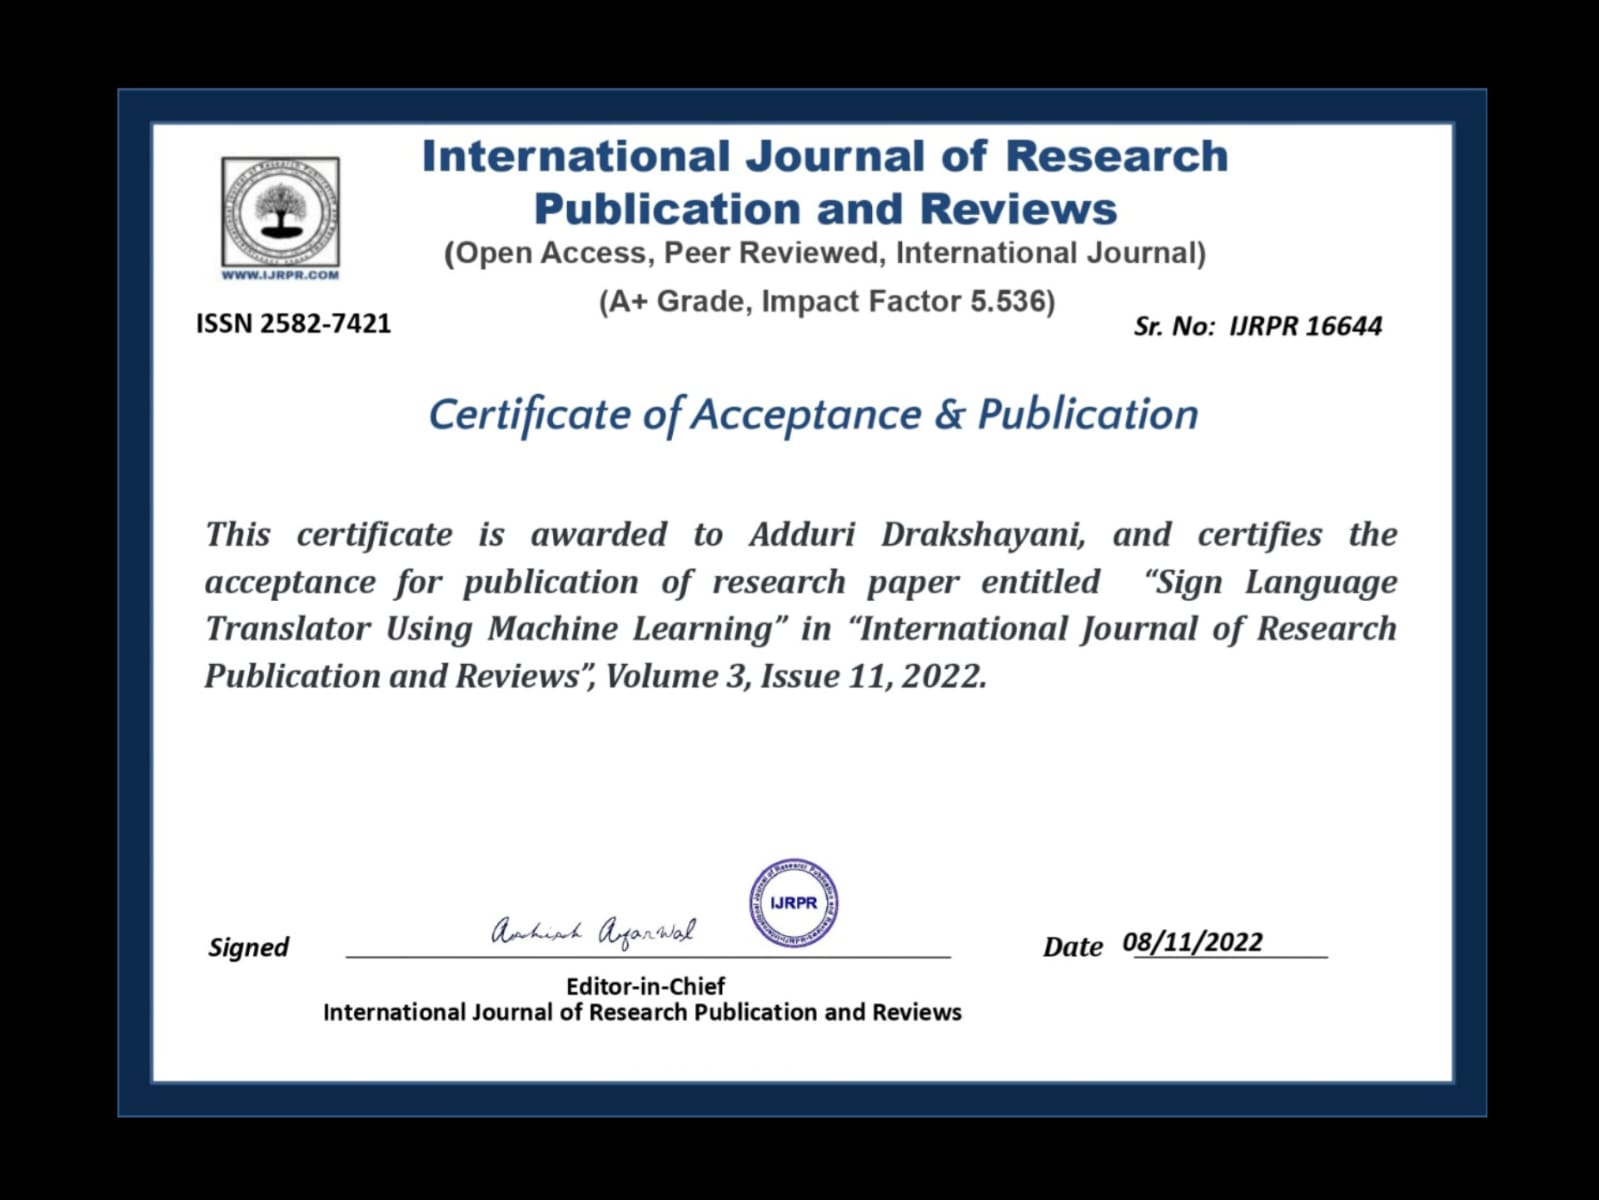 International Journal of Research
Publication and Reviews
(Open Access, Peer Reviewed, International Journal)
(A+ Grade, Impact Factor 5.536)
WWW.IJRPR.COM
ISSN 2582-7421
Sr. No: IJRPR 16644
Certificate of Acceptance & Publication
This certificate is awarded to Adduri Drakshayani, and certifies the
acceptance for publication of research paper entitled “Sign Language
Translator Using Machine Learning” in “International Journal of Research
Publication and Reviews”, Volume 3, Issue 11, 2022.
IJRPR
Signed
Ashish Agarwal
Date 08/11/2022
Editor-in-Chief
International Journal of Research Publication and Reviews